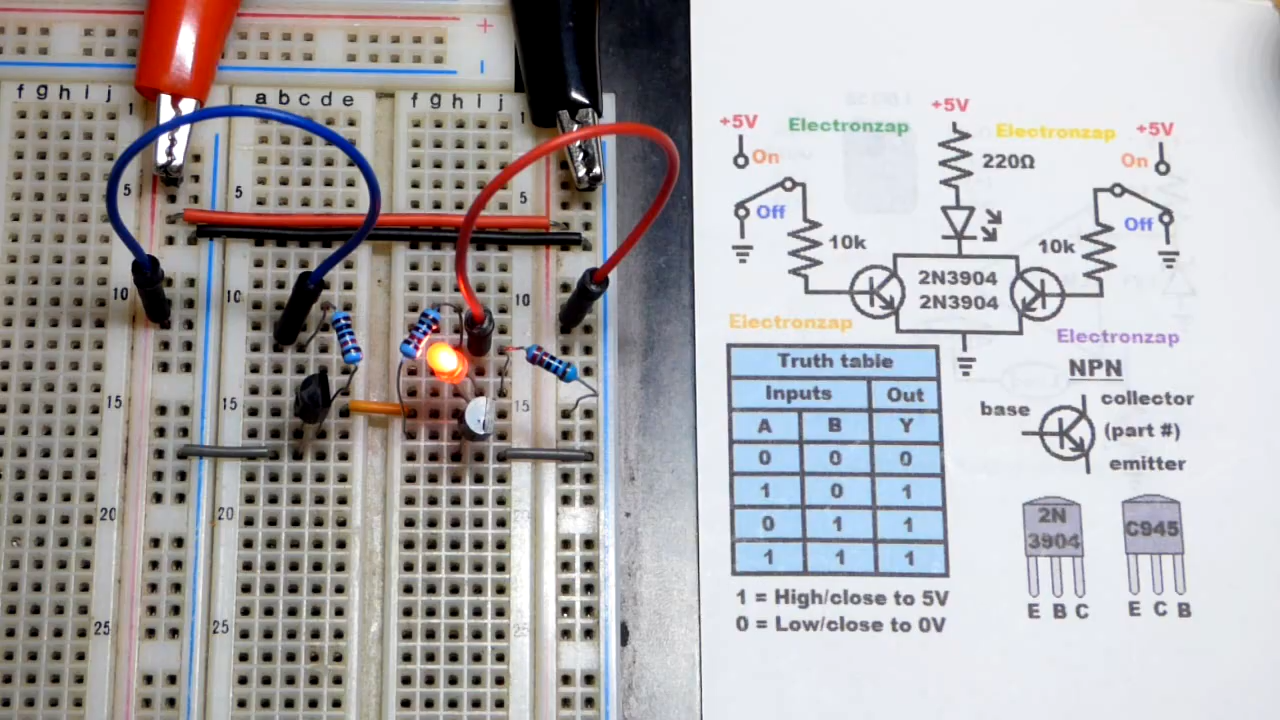 f g h i j
a b c d e
f g h i j
+
1
1
5
5
5
10
10
10
15
15
15
20
20
25
25
+5V
+5V
Electronzap
Electronzap
+5V
On
220Ω
On
Off
Off
10k
10k
2N3904
2N3904
Electronzap
Electronzap
Truth table
Inputs Out
A B Y
0 0 0
1 0 1
0 1 1
1 1 1
1 = High/close to 5V
0 = Low/close to 0V
NPN
base
collector
(part #)
emitter
2N
3904
C945
E B C
E C B